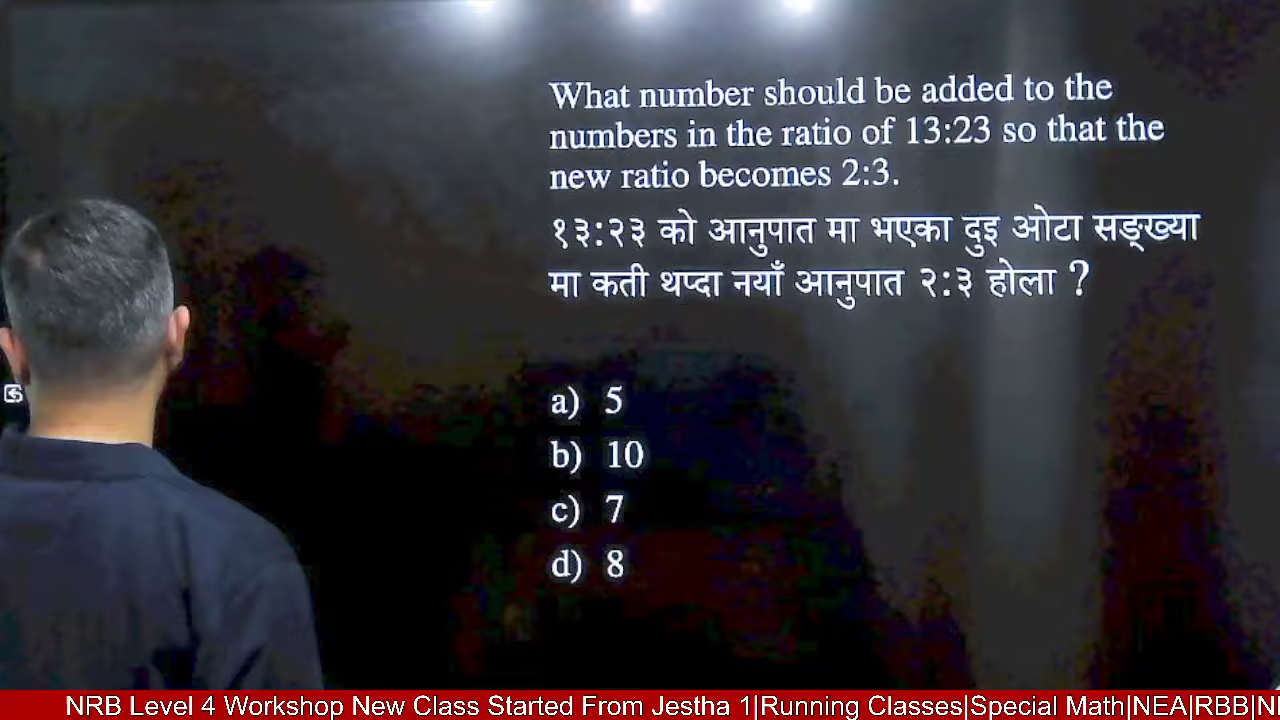 What number should be added to the
numbers in the ratio of 13:23 so that the
new ratio becomes 2:3.
१३:२३ को आनुपात मा भएका दुइ ओटा सङ्ख्या
मा कती थप्दा नयाँ आनुपात २:३ होला ?
a) 5
b) 10
c) 7
d) 8
NRB Level 4 Workshop New Class Started From Jestha 1|Running Classes|Special Math|NEA|RBB|N